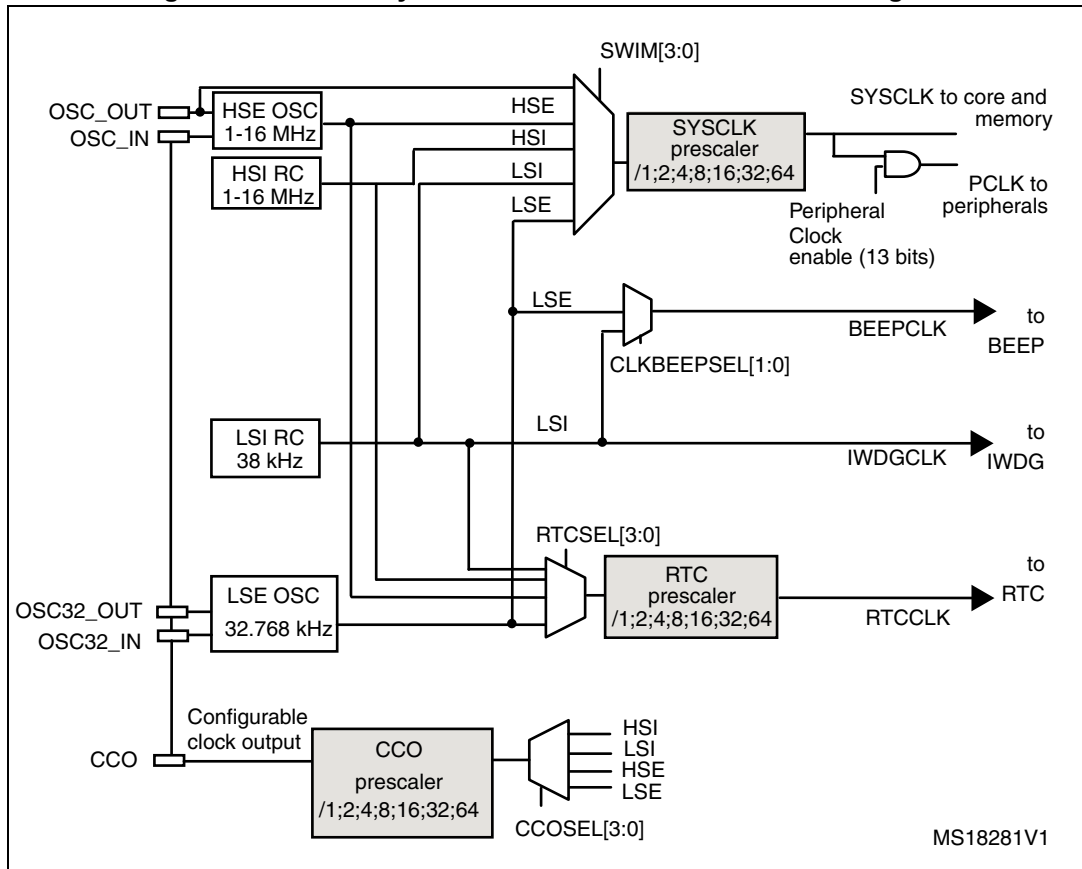 SWIM[3:0]
OSC_OUT
OSC_IN
HSE OSC
1-16 MHz
HSI RC
1-16 MHz
HSE
HSI
LSI
LSE
SYSCLK
prescaler
/1;2;4;8;16;32;64
SYSCLK to core and
memory
PCLK to
peripherals
Peripheral
Clock
enable (13 bits)
LSE
CLKBEEPSEL[1:0]
BEEPCLK
to
BEEP
LSI RC
38 kHz
LSI
IWDGCLK
to
IWDG
RTCSEL[3:0]
OSC32_OUT
OSC32_IN
LSE OSC
32.768 kHz
RTC
prescaler
/1;2;4;8;16;32;64
RTCCLK
to
RTC
CCO
Configurable
clock output
CCO
prescaler
/1;2;4;8;16;32;64
HSI
LSI
HSE
LSE
CCOSEL[3:0]
MS18281V1